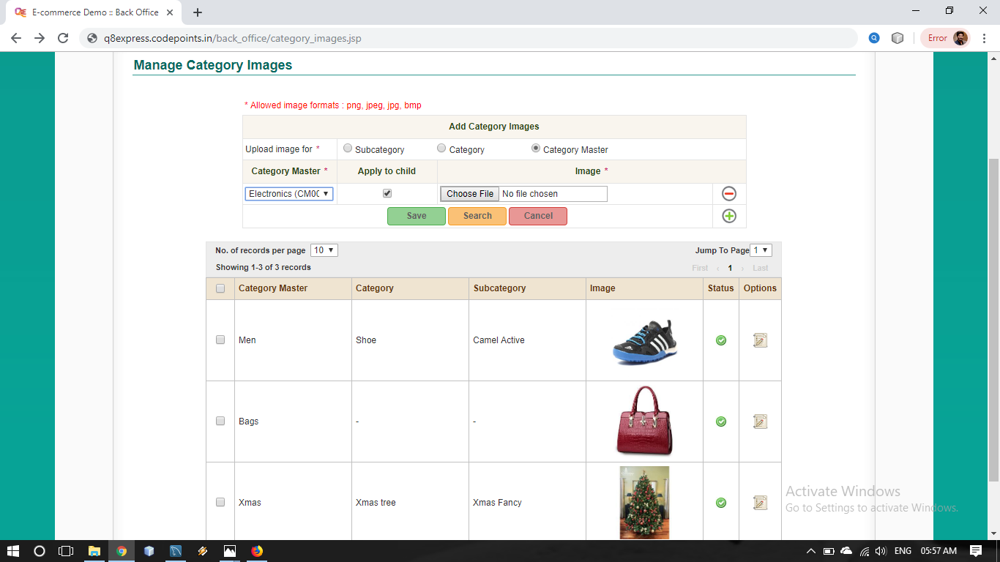 E-commerce Demo :: Back Office
q8express.codepoints.in/back_office/category_images.jsp
Error
Manage Category Images
* Allowed image formats : png, jpeg, jpg, bmp
Add Category Images
Upload image for * Subcategory Category Category Master
Category Master * Apply to child Image *
Electronics (CM00 Choose File No file chosen
Save Search Cancel
No. of records per page 10 Jump To Page 1
Showing 1-3 of 3 records First ‹ 1 › Last
Category Master Category Subcategory Image Status Options
Men Shoe Camel Active
Bags - -
Xmas Xmas tree Xmas Fancy
Activate Windows
Go to Settings to activate Windows.
ENG 05:57 AM